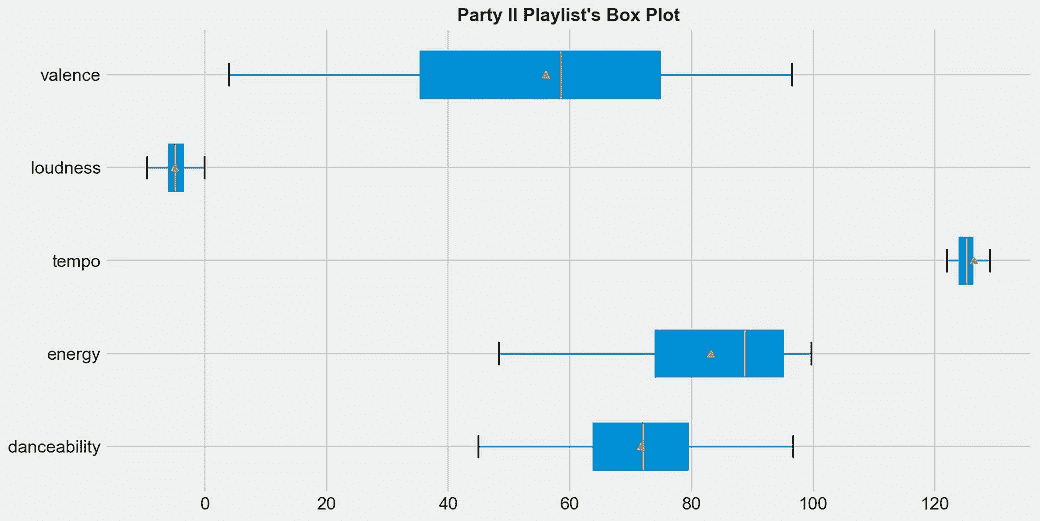 Party II Playlist's Box Plot
valence
loudness
tempo
energy
danceability
0 20 40 60 80 100 120